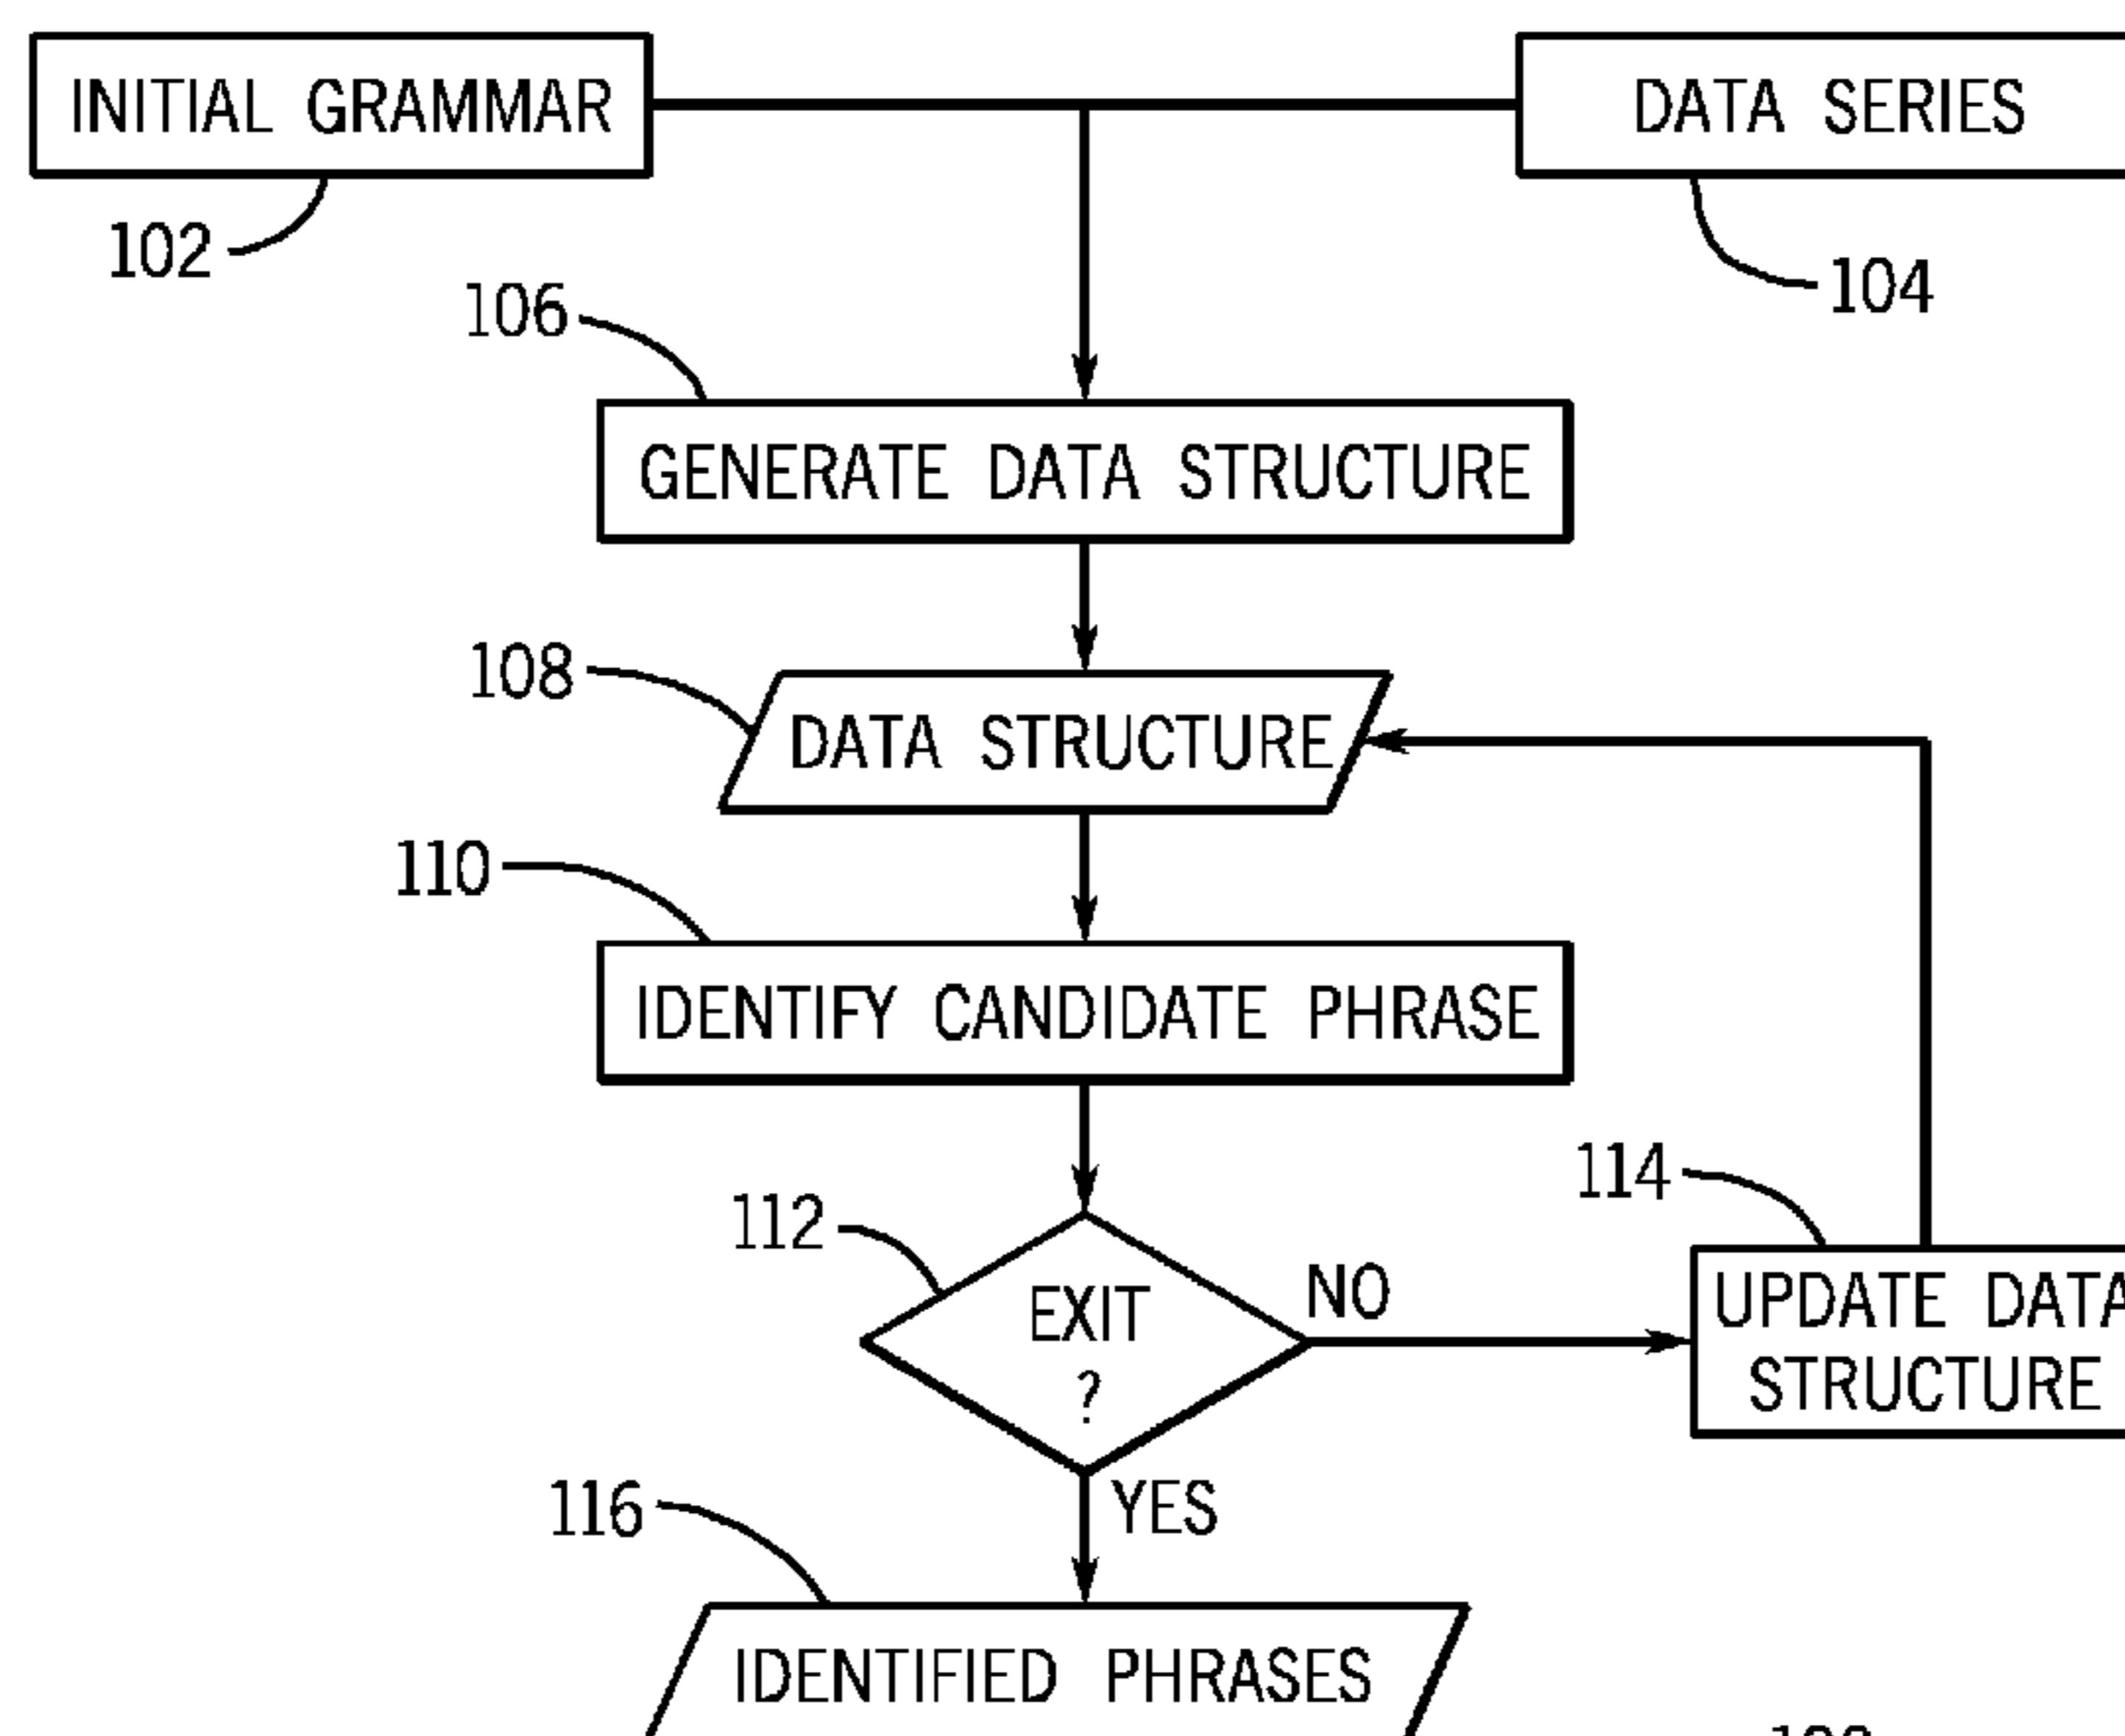 INITIAL GRAMMAR
DATA SERIES
102
104
106
GENERATE DATA STRUCTURE
108
DATA STRUCTURE
110
IDENTIFY CANDIDATE PHRASE
114
112
NO
EXIT
?
UPDATE DATA
STRUCTURE
116
YES
IDENTIFIED PHRASES